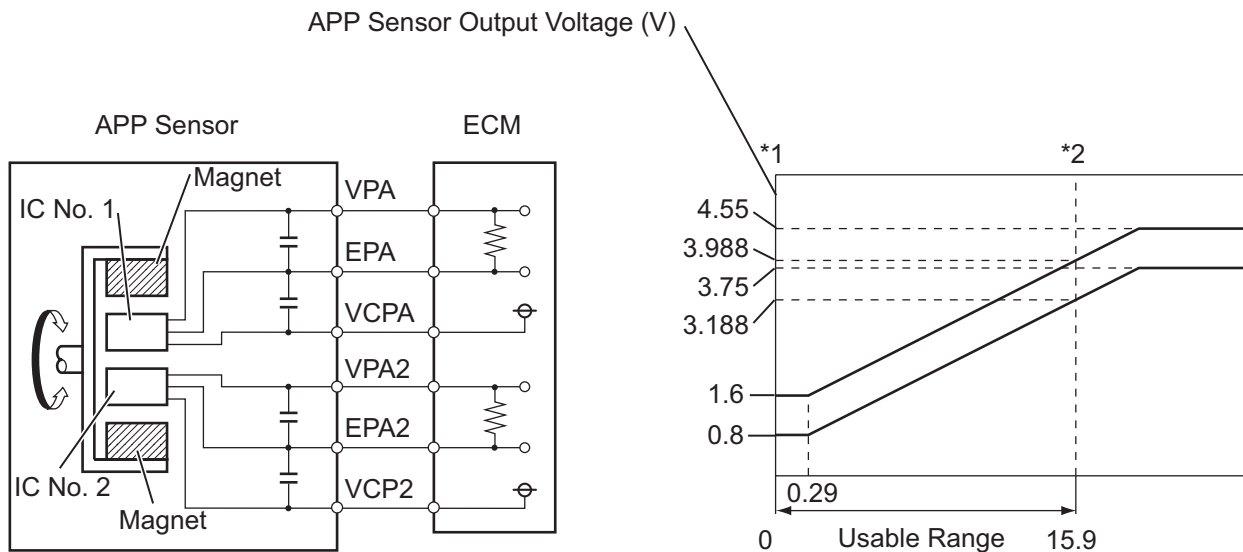 APP Sensor Output Voltage (V)
APP Sensor
ECM
Magnet
IC No. 1
VPA
EPA
VCPA
VPA2
EPA2
VCP2
IC No. 2
Magnet
*1
*2
4.55
3.988
3.75
3.188
1.6
0.8
0.29
0
Usable Range
15.9